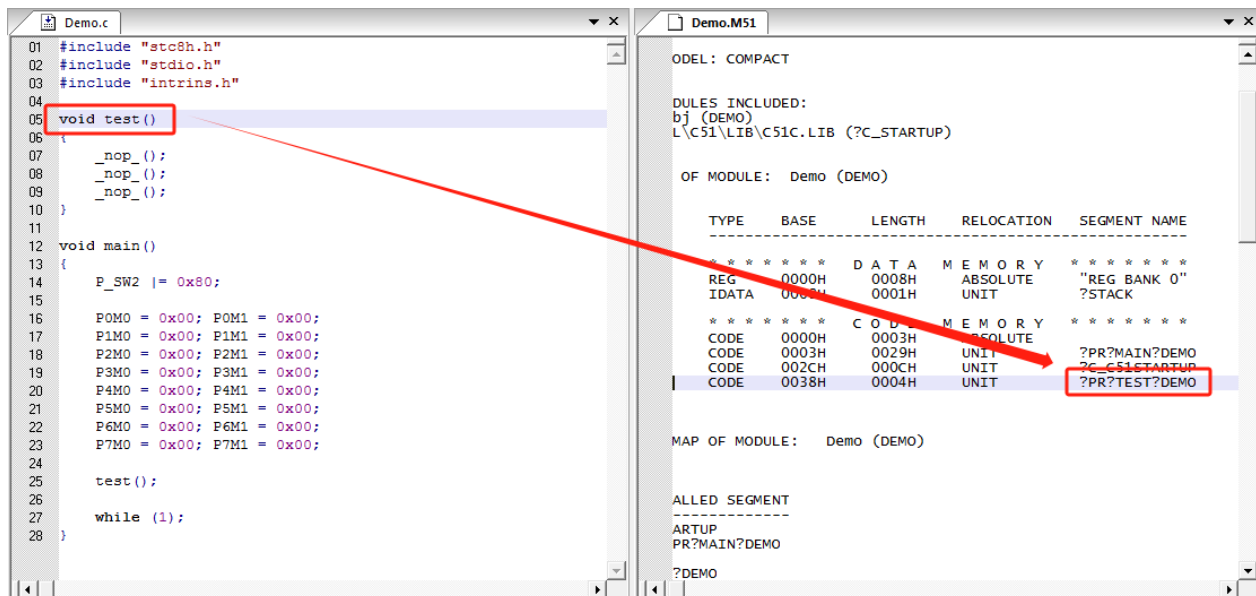 Demo.c
01 #include "stc8h.h"
02 #include "stdio.h"
03 #include "intrins.h"
04
05 void test()
06 {
07 _nop_();
08 _nop_();
09 _nop_();
10 }
11
12 void main()
13 {
14 P_SW2 |= 0x80;
15
16 P0M0 = 0x00; P0M1 = 0x00;
17 P1M0 = 0x00; P1M1 = 0x00;
18 P2M0 = 0x00; P2M1 = 0x00;
19 P3M0 = 0x00; P3M1 = 0x00;
20 P4M0 = 0x00; P4M1 = 0x00;
21 P5M0 = 0x00; P5M1 = 0x00;
22 P6M0 = 0x00; P6M1 = 0x00;
23 P7M0 = 0x00; P7M1 = 0x00;
24
25 test();
26
27 while (1);
28 }
Demo.M51
ODEL: COMPACT
DULES INCLUDED:
bj (DEMO)
L\C51\LIB\C51C.LIB (?C_STARTUP)
OF MODULE: Demo (DEMO)
TYPE BASE LENGTH RELOCATION SEGMENT NAME
-----------------------------------------------------
* * * * * * * D A T A M E M O R Y * * * * * * *
REG 0000H 0008H ABSOLUTE "REG BANK 0"
IDATA 0008H 0001H UNIT ?STACK
* * * * * * * C O D E M E M O R Y * * * * * * *
CODE 0000H 0003H ABSOLUTE
CODE 0003H 0029H UNIT ?PR?MAIN?DEMO
CODE 002CH 000CH UNIT ?C_C51STARTUP
CODE 0038H 0004H UNIT ?PR?TEST?DEMO
MAP OF MODULE: Demo (DEMO)
ALLED SEGMENT
-------------
ARTUP
PR?MAIN?DEMO
?DEMO